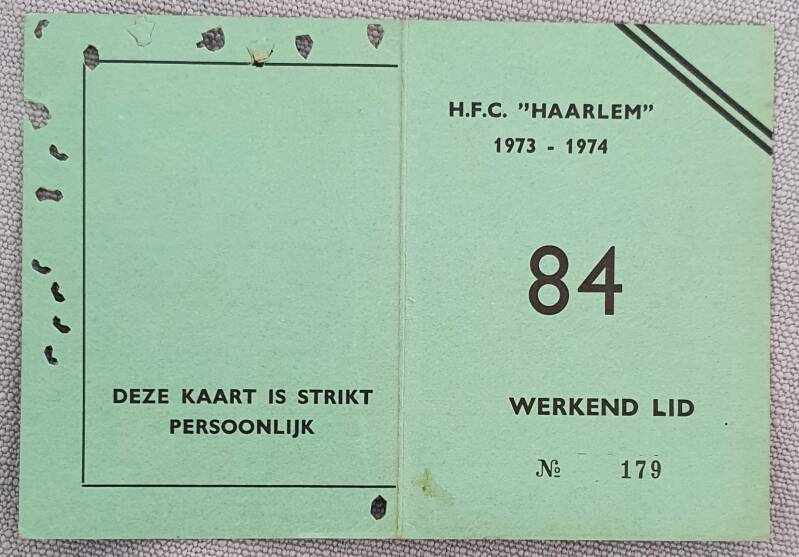 DEZE KAART IS STRIKT
PERSOONLIJK
H.F.C. "HAARLEM"
1973 - 1974
84
WERKEND LID
№ 179